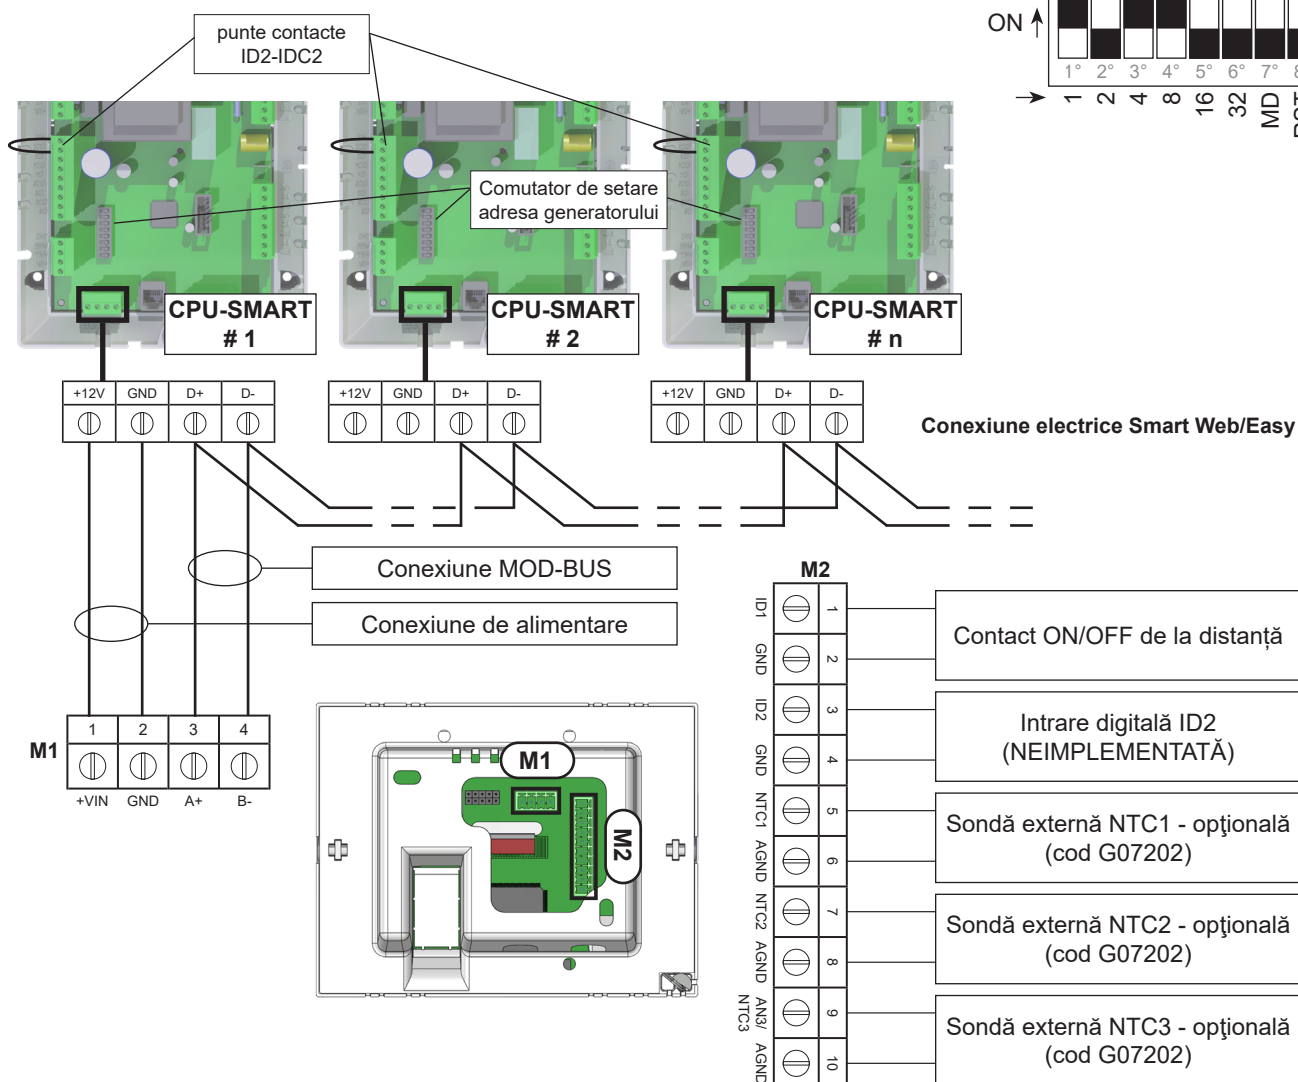 punte contacte
ID2-IDC2
ON
1° 2° 3° 4° 5° 6° 7°
1 2 4 8 16 32 MD
Comutator de setare
adresa generatorului
CPU-SMART
# 1
CPU-SMART
# 2
CPU-SMART
# n
+12V GND D+ D-
+12V GND D+ D-
+12V GND D+ D-
Conexiune electrice Smart Web/Easy
Conexiune MOD-BUS
Conexiune de alimentare
M1
1 2 3 4
+VIN GND A+ B-
M1
M2
M2
ID1 1
GND 2
Contact ON/OFF de la distanță
ID2 3
GND 4
Intrare digitală ID2
(NEIMPLEMENTATĂ)
NTC1 5
AGND 6
Sondă externă NTC1 - opţională
(cod G07202)
NTC2 7
AGND 8
Sondă externă NTC2 - opţională
(cod G07202)
AN3/
NTC3 9
AGND 10
Sondă externă NTC3 - opţională
(cod G07202)